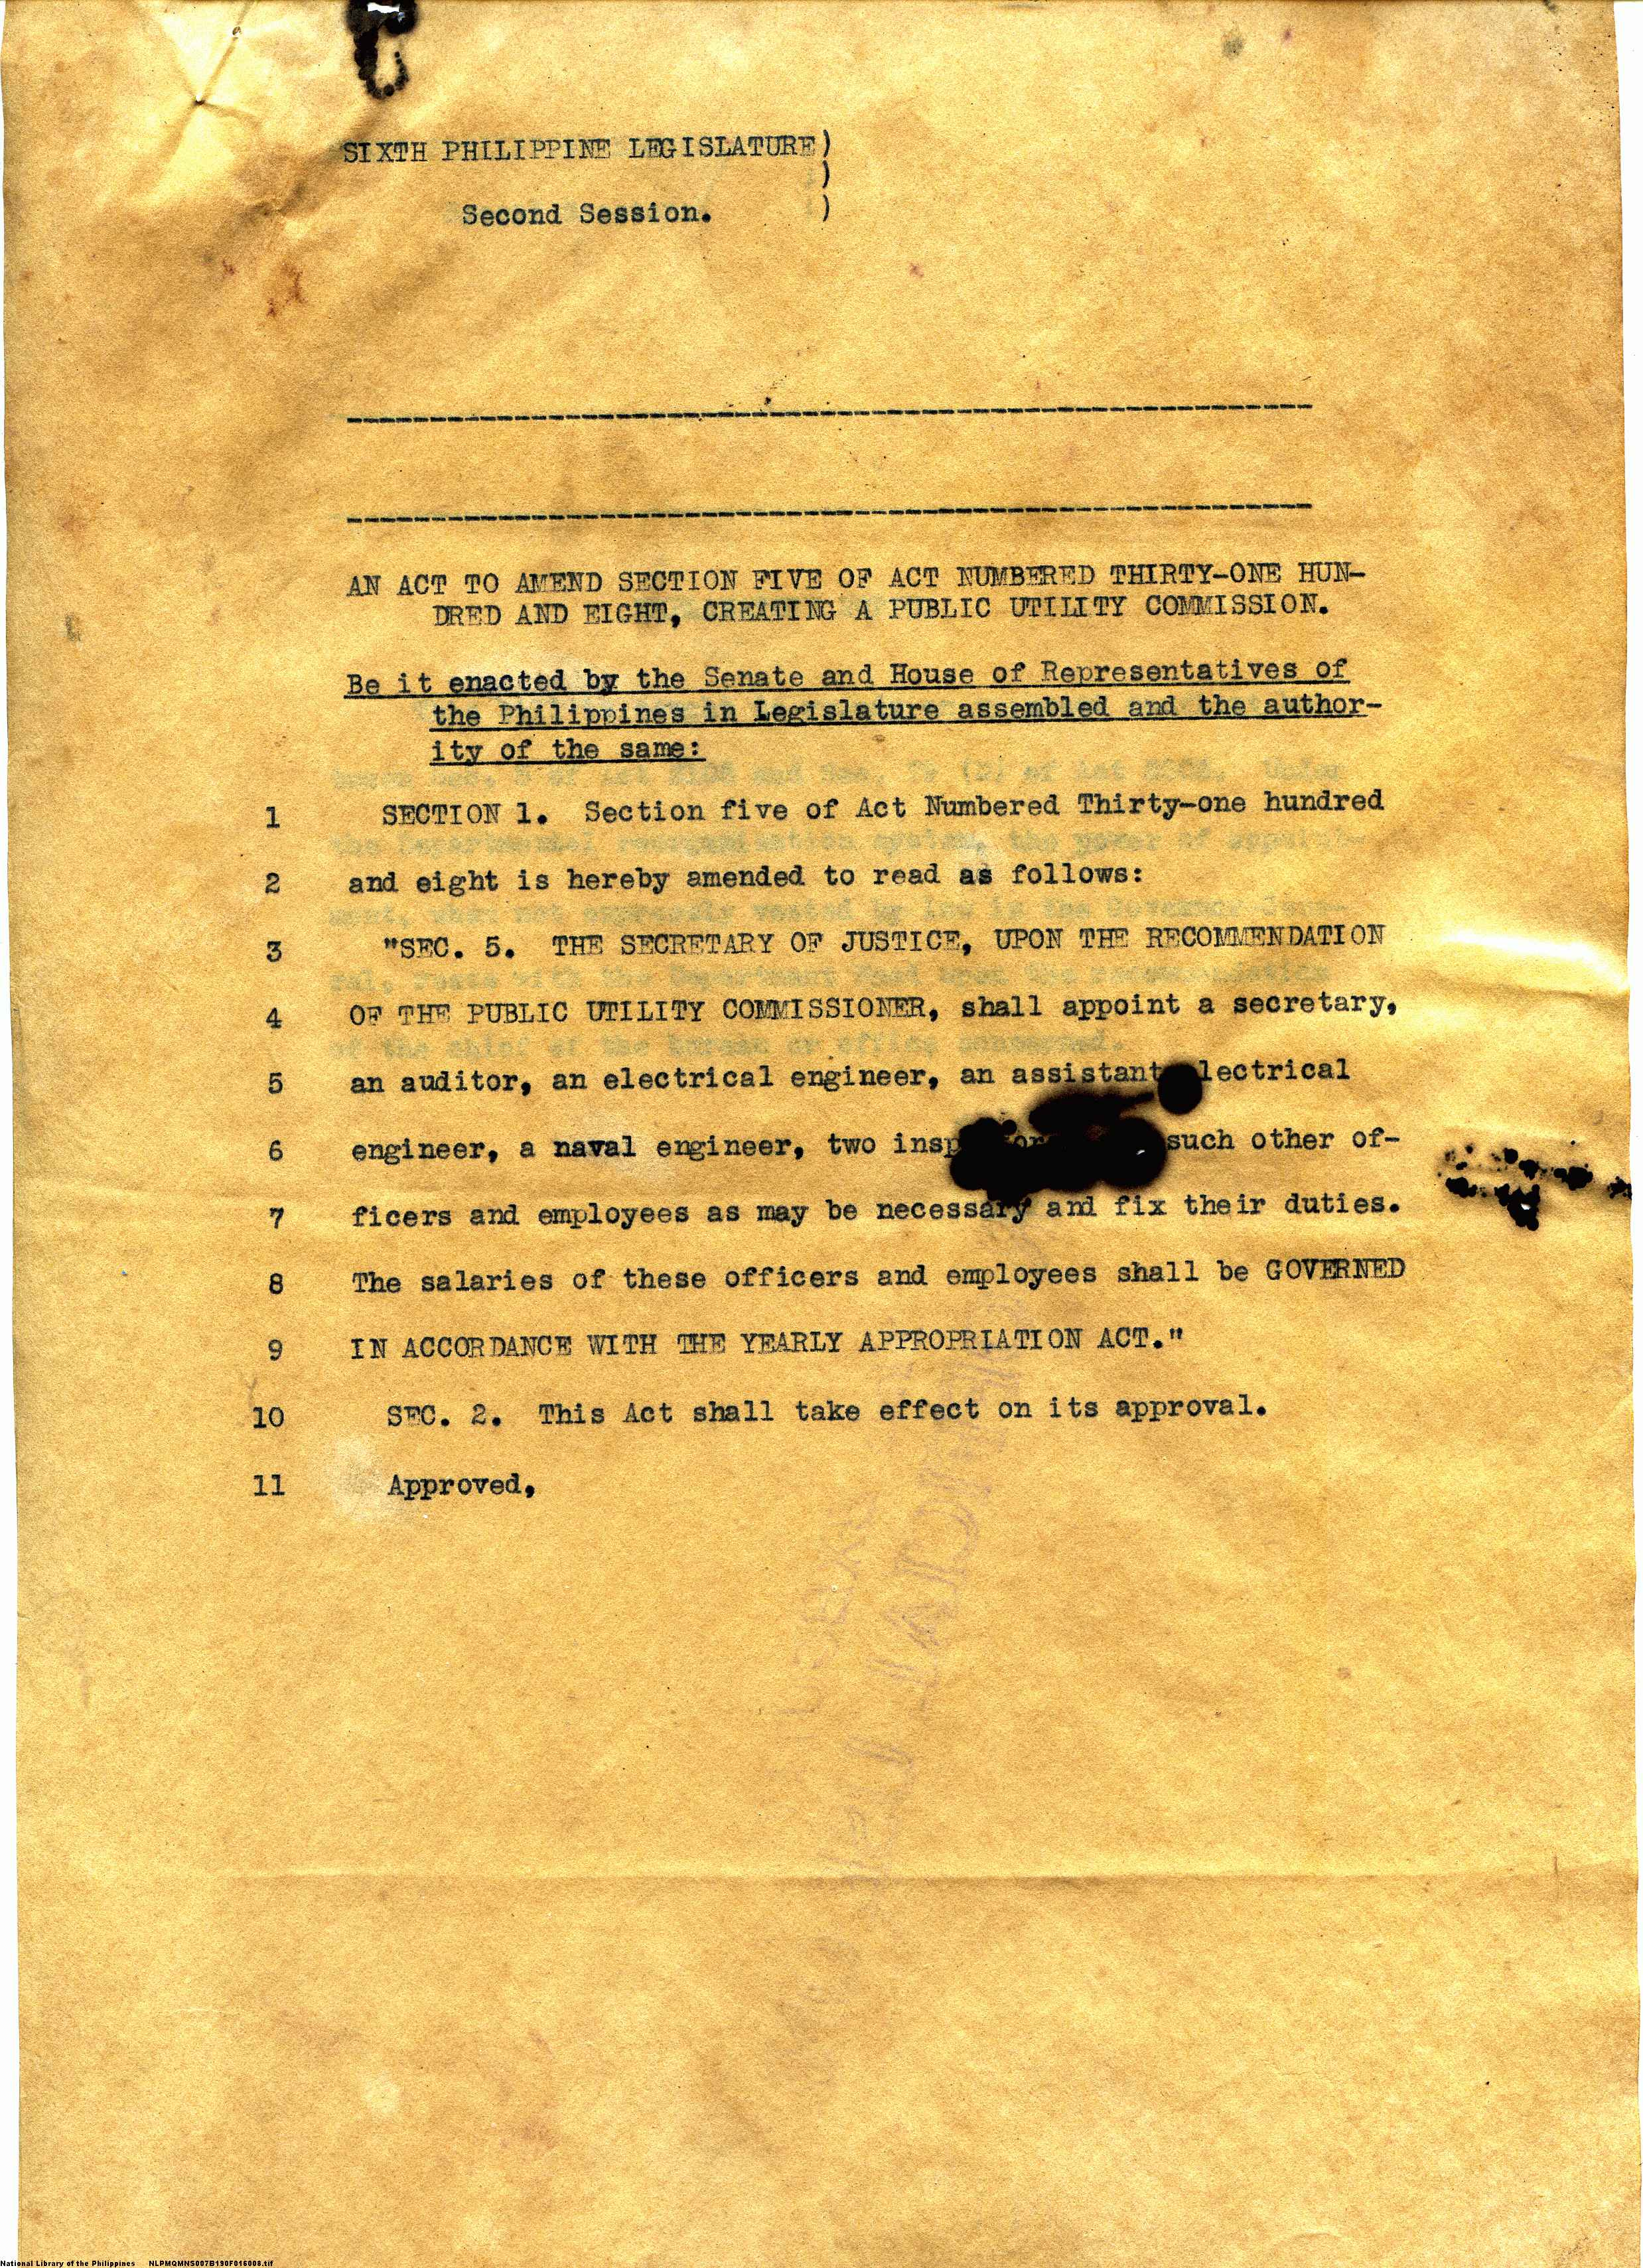 SIXTH PHILIPPINE LEGISLATURE)
)
Second Session. )
AN ACT TO AMEND SECTION FIVE OF ACT NUMBERED THIRTY-ONE HUN-
DRED AND EIGHT, CREATING A PUBLIC UTILITY COMMISSION.
Be it enacted by the Senate and House of Representatives of
the Philippines in Legislature assembled and the author-
ity of the same:
1 SECTION 1. Section five of Act Numbered Thirty-one hundred
2 and eight is hereby amended to read as follows:
3 "SEC. 5. THE SECRETARY OF JUSTICE, UPON THE RECOMMENDATION
4 OF THE PUBLIC UTILITY COMMISSIONER, shall appoint a secretary,
5 an auditor, an electrical engineer, an assistant lectrical
6 engineer, a naval engineer, two such other of-
7 ficers and employees as may be necessary and fix their duties.
8 The salaries of these officers and employees shall be GOVERNED
9 IN ACCORDANCE WITH THE YEARLY APPROPRIATION ACT."
10 SEC. 2. This Act shall take effect on its approval.
11 Approved,
National Library of the Philippines NLPMQMNS007B190F016008.tif